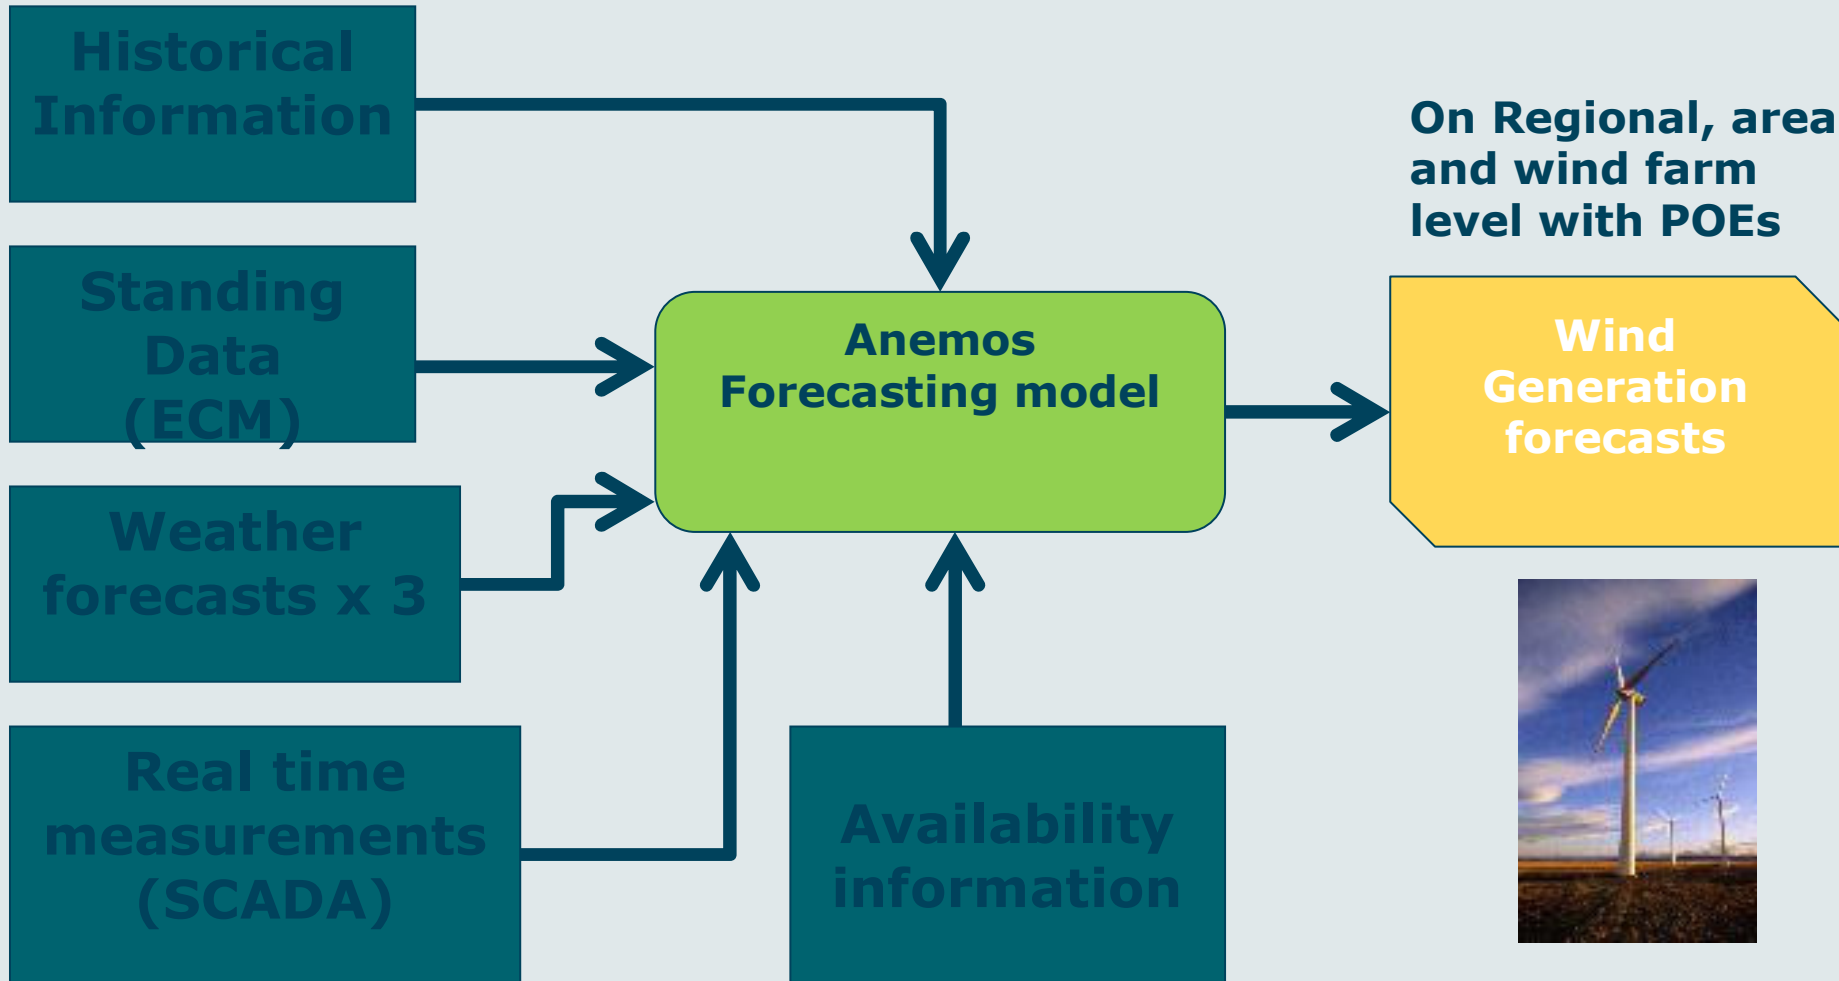 Historical
Information
Standing
Data
(ECM)
Weather
forecasts x 3
Real time
measurements
(SCADA)
Availability
information
Anemos
Forecasting model
On Regional, area
and wind farm
level with POEs
Wind
Generation
forecasts